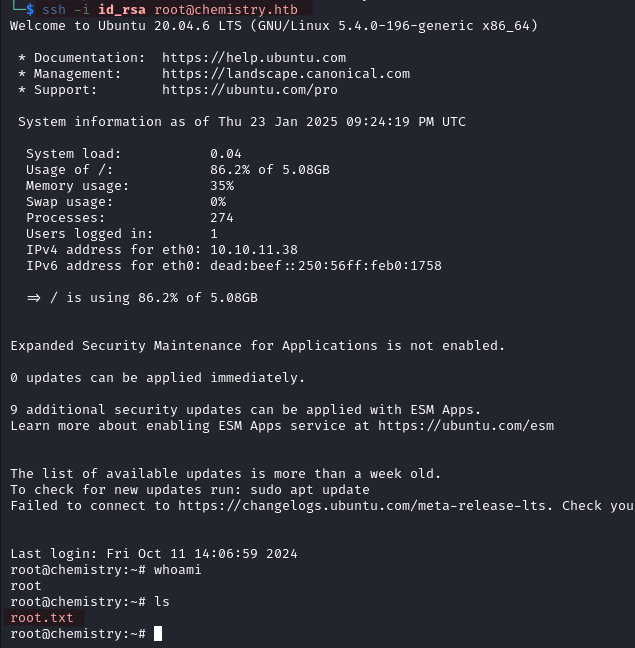 └─$ ssh -i id_rsa root@chemistry.htb
Welcome to Ubuntu 20.04.6 LTS (GNU/Linux 5.4.0-196-generic x86_64)
* Documentation: https://help.ubuntu.com
* Management: https://landscape.canonical.com
* Support: https://ubuntu.com/pro
System information as of Thu 23 Jan 2025 09:24:19 PM UTC
System load: 0.04
Usage of /: 86.2% of 5.08GB
Memory usage: 35%
Swap usage: 0%
Processes: 274
Users logged in: 1
IPv4 address for eth0: 10.10.11.38
IPv6 address for eth0: dead:beef::250:56ff:feb0:1758
=> / is using 86.2% of 5.08GB
Expanded Security Maintenance for Applications is not enabled.
0 updates can be applied immediately.
9 additional security updates can be applied with ESM Apps.
Learn more about enabling ESM Apps service at https://ubuntu.com/esm
The list of available updates is more than a week old.
To check for new updates run: sudo apt update
Failed to connect to https://changelogs.ubuntu.com/meta-release-lts. Check you
Last login: Fri Oct 11 14:06:59 2024
root@chemistry:~# whoami
root
root@chemistry:~# ls
root.txt
root@chemistry:~#